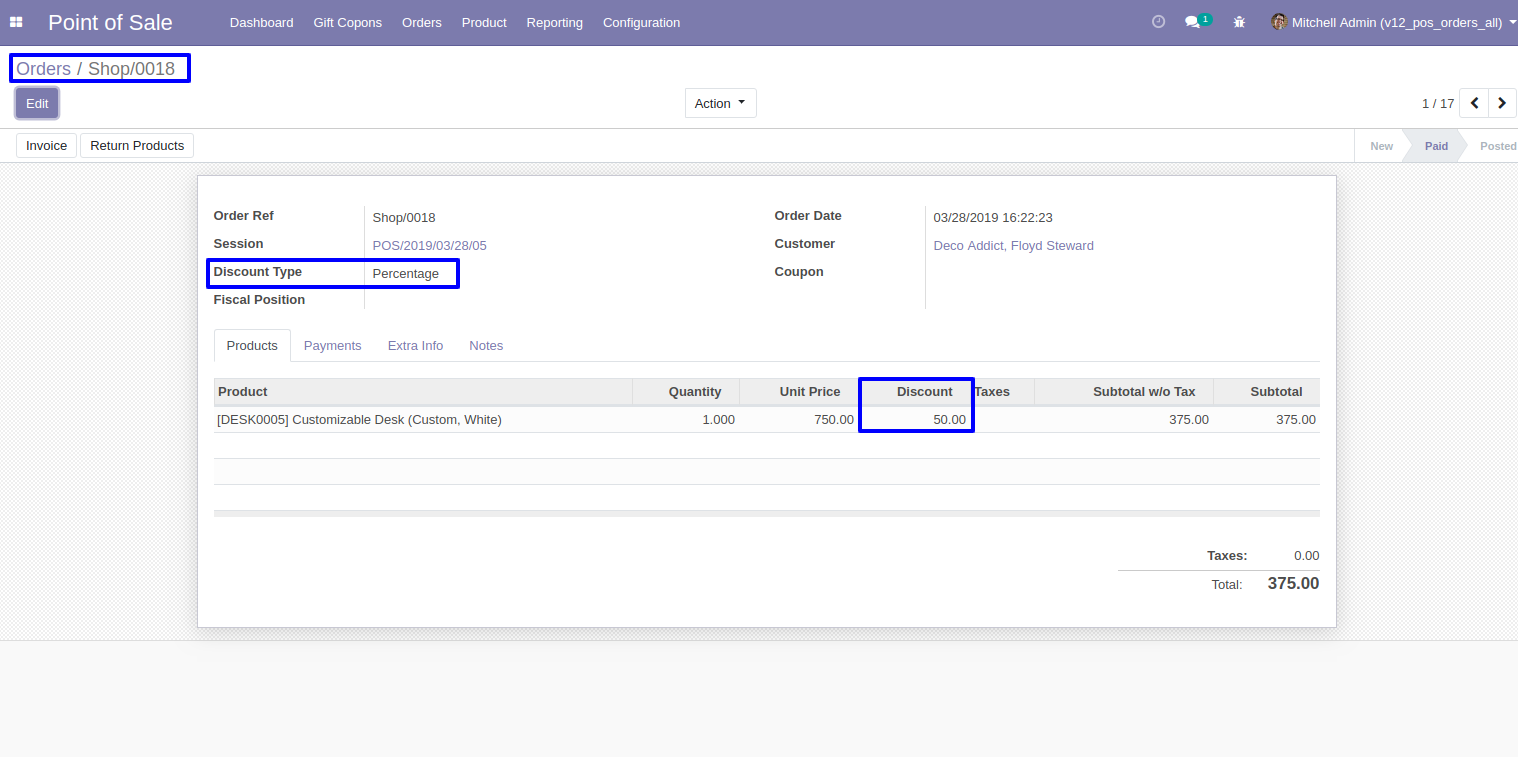 Point of Sale Dashboard Gift Copons Orders Product Reporting Configuration 1 Mitchell Admin (v12_pos_orders_all)
Orders / Shop/0018
Edit Action 1 / 17
Invoice Return Products New Paid Posted
Order Ref Shop/0018 Order Date 03/28/2019 16:22:23
Session POS/2019/03/28/05 Customer Deco Addict, Floyd Steward
Discount Type Percentage Coupon
Fiscal Position
Products Payments Extra Info Notes
Product Quantity Unit Price Discount Taxes Subtotal w/o Tax Subtotal
[DESK0005] Customizable Desk (Custom, White) 1.000 750.00 50.00 375.00 375.00
Taxes: 0.00
Total: 375.00